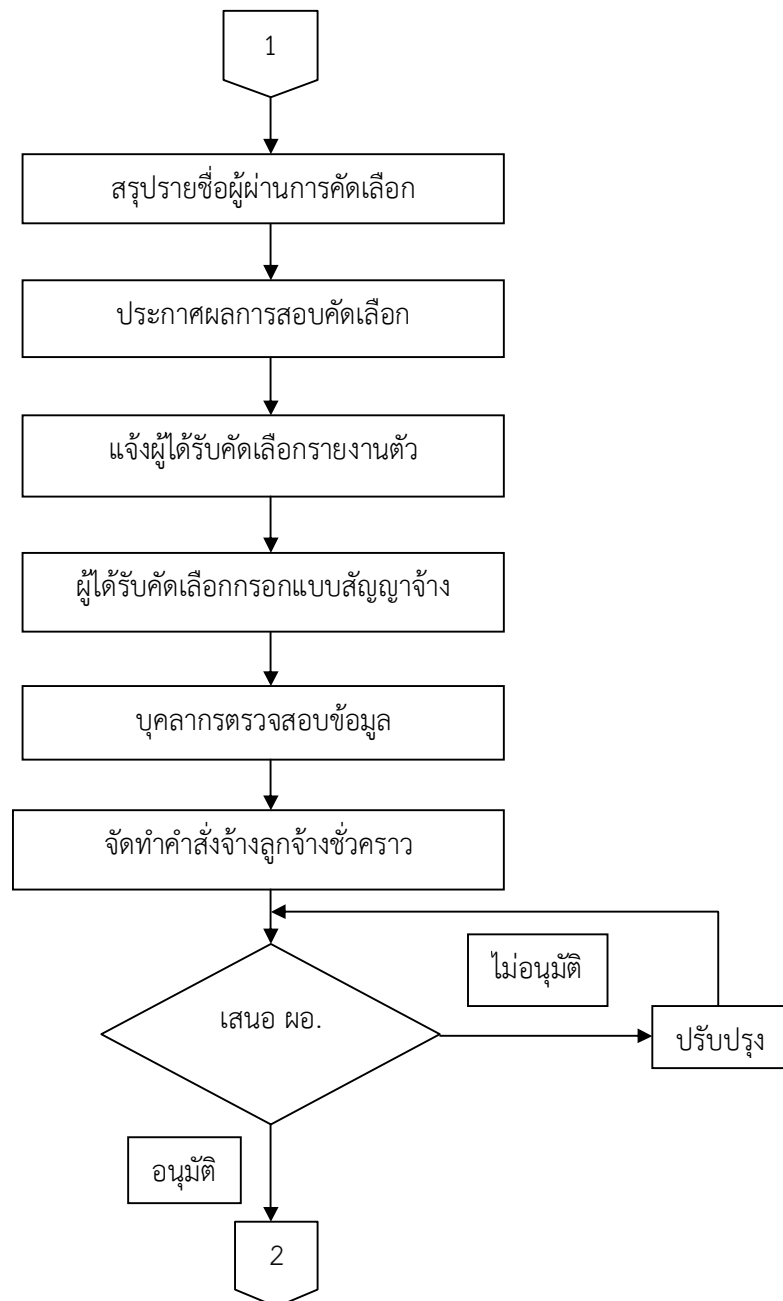 1
สรุปรายชื่อผู้ผ่านการคัดเลือก
ประกาศผลการสอบคัดเลือก
แจ้งผู้ได้รับคัดเลือกรายงานตัว
ผู้ได้รับคัดเลือกกรอกแบบสัญญาจ้าง
บุคลากรตรวจสอบข้อมูล
จัดทำคำสั่งจ้างลูกจ้างชั่วคราว
ไม่อนุมัติ
เสนอ ผอ.
ปรับปรุง
อนุมัติ
2